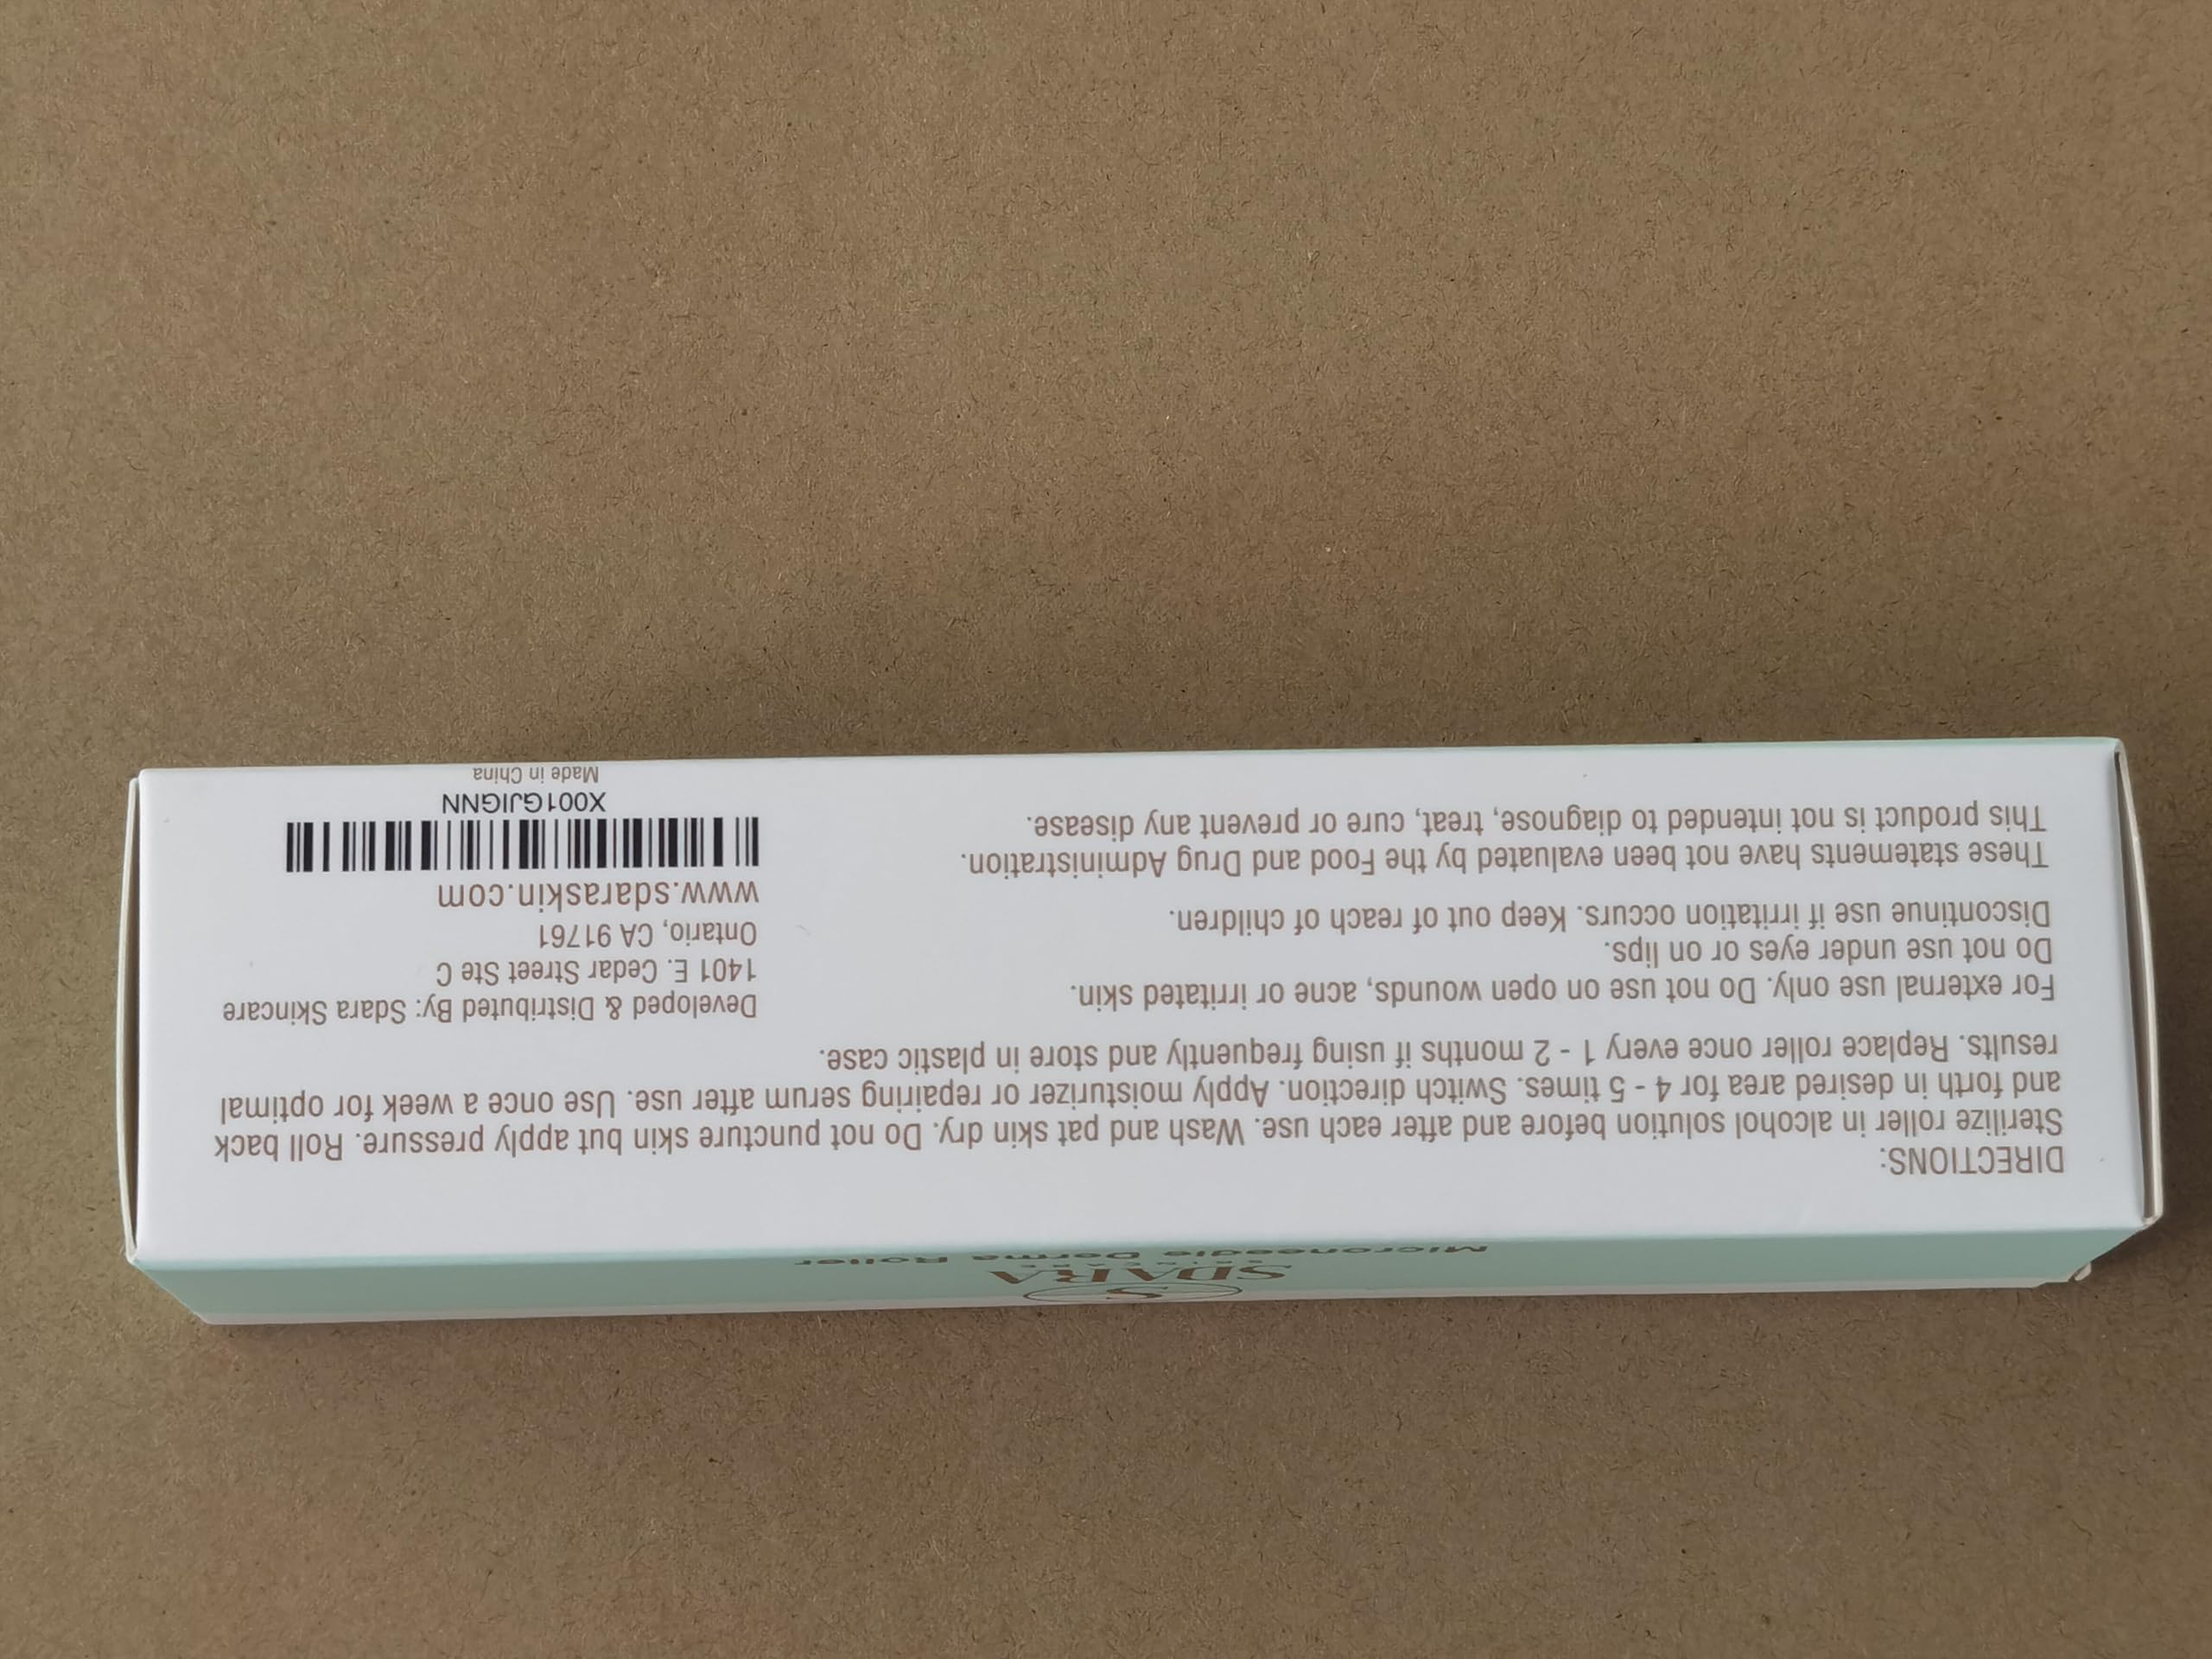 SDARA
SKINCARE
Microneedle Derma Roller
DIRECTIONS:
Sterilize roller in alcohol solution before and after each use. Wash and pat skin dry. Do not puncture skin but apply pressure. Roll back
and forth in desired area for 4 - 5 times. Switch direction. Apply moisturizer or repairing serum after use. Use once a week for optimal
results. Replace roller once every 1 - 2 months if using frequently and store in plastic case.
For external use only. Do not use on open wounds, acne or irritated skin.
Do not use under eyes or on lips.
Discontinue use if irritation occurs. Keep out of reach of children.
These statements have not been evaluated by the Food and Drug Administration.
This product is not intended to diagnose, treat, cure or prevent any disease.
Developed & Distributed By: Sdara Skincare
1401 E. Cedar Street Ste C
Ontario, CA 91761
www.sdaraskin.com
X001GJIGNN
Made in China